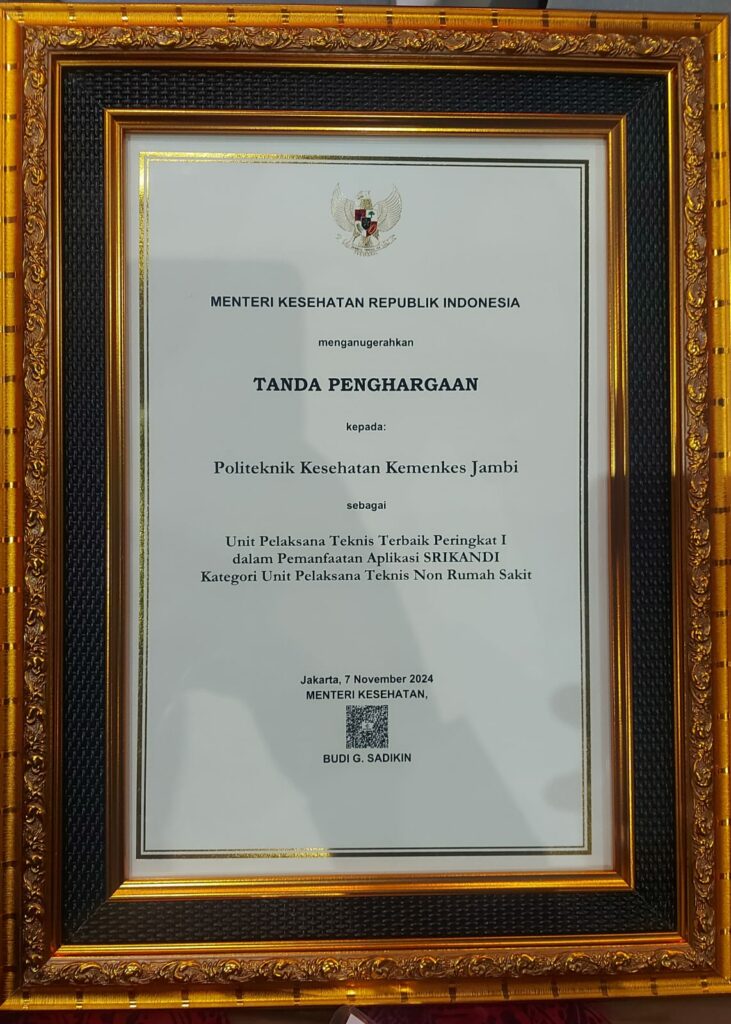 MENTERI KESEHATAN REPUBLIK INDONESIA
menganugerahkan
TANDA PENGHARGAAN
kepada:
Politeknik Kesehatan Kemenkes Jambi
sebagai
Unit Pelaksana Teknis Terbaik Peringkat I
dalam Pemanfaatan Aplikasi SRIKANDI
Kategori Unit Pelaksana Teknis Non Rumah Sakit
Jakarta, 7 November 2024
MENTERI KESEHATAN,
BUDI G. SADIKIN